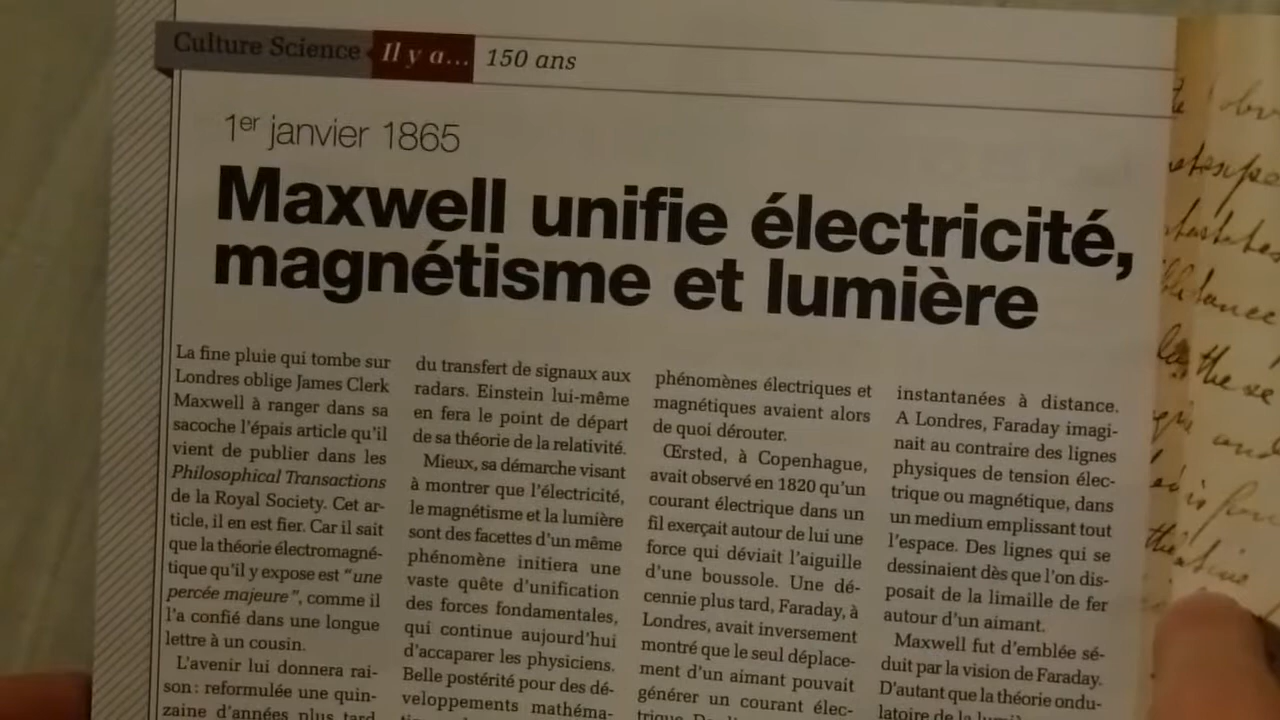 Culture Science Il y a... 150 ans
1er janvier 1865
Maxwell unifie électricité,
magnétisme et lumière
La fine pluie qui tombe sur
Londres oblige James Clerk
Maxwell à ranger dans sa
sacoche l'épais article qu'il
vient de publier dans les
Philosophical Transactions
de la Royal Society. Cet ar-
ticle, il en est fier. Car il sait
que la théorie électromagné-
tique qu'il y expose est "une
percée majeure", comme il
l'a confié dans une longue
lettre à un cousin.
L'avenir lui donnera rai-
son : reformulée une quin-
zaine d'années plus tard
du transfert de signaux aux
radars. Einstein lui-même
en fera le point de départ
de sa théorie de la relativité.
Mieux, sa démarche visant
à montrer que l'électricité,
le magnétisme et la lumière
sont des facettes d'un même
phénomène initiera une
vaste quête d'unification
des forces fondamentales,
qui continue aujourd'hui
d'accaparer les physiciens.
Belle postérité pour des dé-
veloppements mathéma-
phénomènes électriques et
magnétiques avaient alors
de quoi dérouter.
Œrsted, à Copenhague,
avait observé en 1820 qu'un
courant électrique dans un
fil exerçait autour de lui une
force qui déviait l'aiguille
d'une boussole. Une dé-
cennie plus tard, Faraday, à
Londres, avait inversement
montré que le seul déplace-
ment d'un aimant pouvait
générer un courant élec-
instantanées à distance.
A Londres, Faraday imagi-
nait au contraire des lignes
physiques de tension élec-
trique ou magnétique, dans
un medium emplissant tout
l'espace. Des lignes qui se
dessinaient dès que l'on dis-
posait de la limaille de fer
autour d'un aimant.
Maxwell fut d'emblée sé-
duit par la vision de Faraday.
D'autant que la théorie ondu-
latoire de la lumière